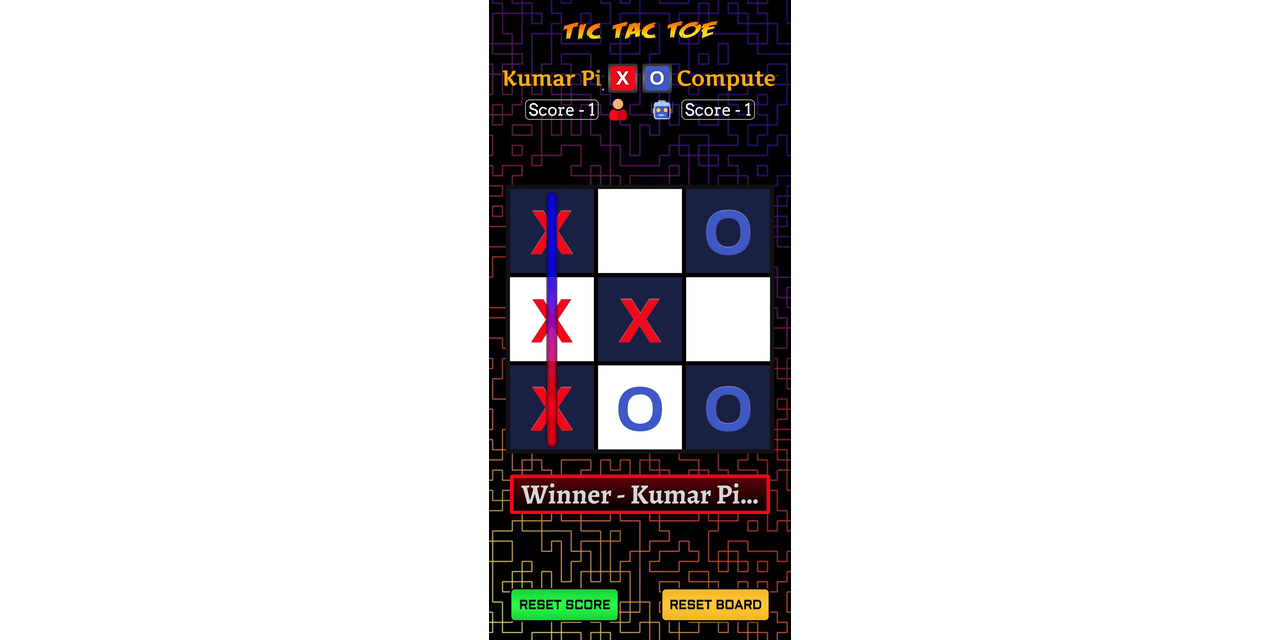 TIC TAC TOE
Kumar Pi X O Compute
Score - 1 Score - 1
X O
X X
X O O
Winner - Kumar Pi...
RESET SCORE RESET BOARD